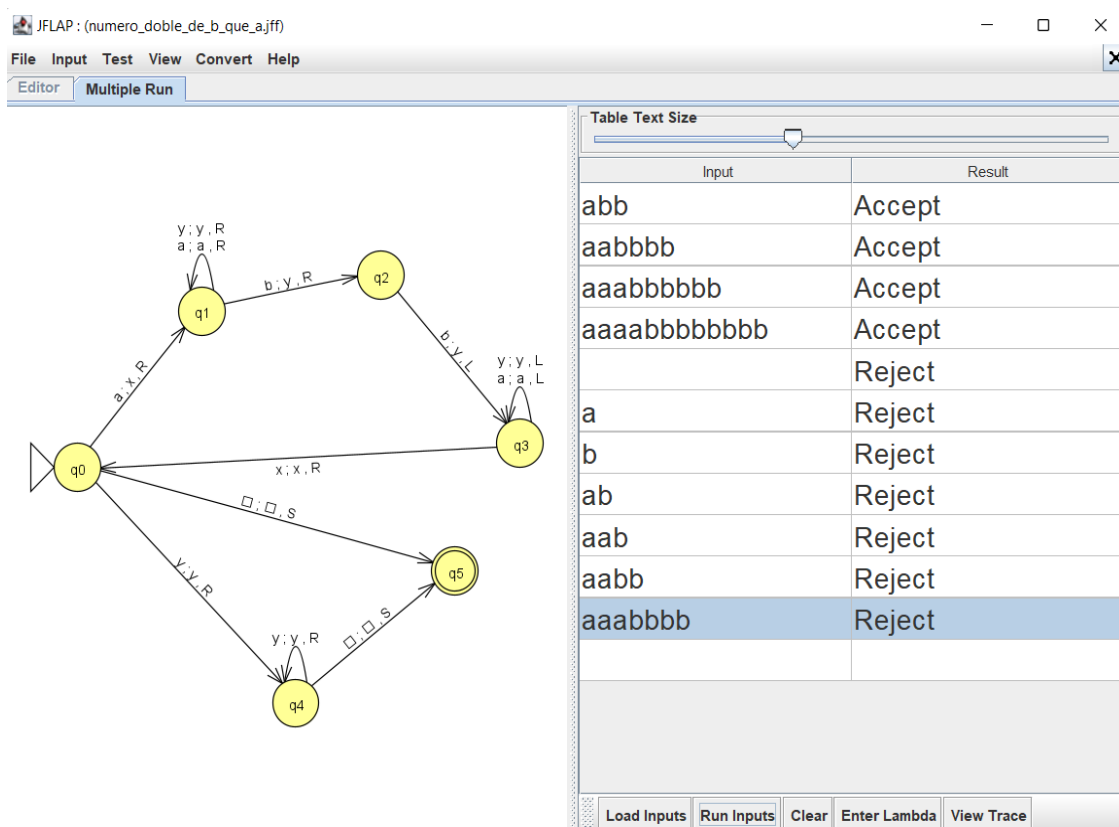 JFLAP : (numero_doble_de_b_que_a.jff)
File Input Test View Convert Help
Editor Multiple Run
y ; y , R
a ; a , R
q1
b ; y , R
q2
a ; x , R
b ; y , L
y ; y , L
a ; a , L
q3
q0
x ; x , R
□ ; □ , S
q5
y ; y , R
y ; y , R
□ ; □ , S
q4
Table Text Size
Input Result
abb Accept
aabbbb Accept
aaabbbbbb Accept
aaaabbbbbbbb Accept
Reject
a Reject
b Reject
ab Reject
aab Reject
aabb Reject
aaabbbb Reject
Load Inputs Run Inputs Clear Enter Lambda View Trace